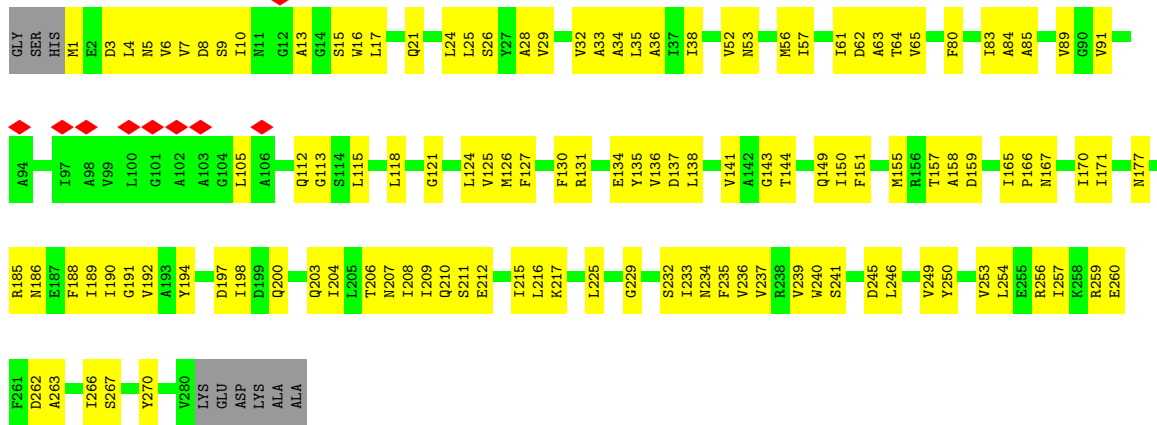 GLY SER HIS M1 E2 D3 L4 N5 V6 V7 D8 S9 I10 N11 G12 A13 G14 S15 W16 L17 Q21 L24 L25 S26 Y27 A28 V29 V32 A33 A34 L35 A36 I37 I38 V52 N53 M56 I57 I61 D62 A63 T64 V65 F80 I83 A84 A85 V89 G90 V91
A94 I97 A98 V99 L100 G101 A102 A103 G104 L105 A106 Q112 G113 S114 L115 L118 G121 L124 V125 M126 F127 F130 R131 E134 Y135 V136 D137 L138 V141 A142 G143 T144 Q149 I150 F151 M155 R156 T157 A158 D159 I165 P166 N167 I170 I171 N177
R185 N186 E187 F188 I189 I190 G191 V192 A193 Y194 D197 I198 D199 Q200 Q203 I204 L205 T206 N207 I208 I209 Q210 S211 E212 I215 L216 K217 L225 G229 S232 I233 N234 F235 V236 V237 R238 V239 W240 S241 D245 L246 V249 Y250 V253 L254 E255 R256 I257 K258 R259 E260
F261 D262 A263 I266 S267 Y270 V280 LYS GLU ASP LYS ALA ALA